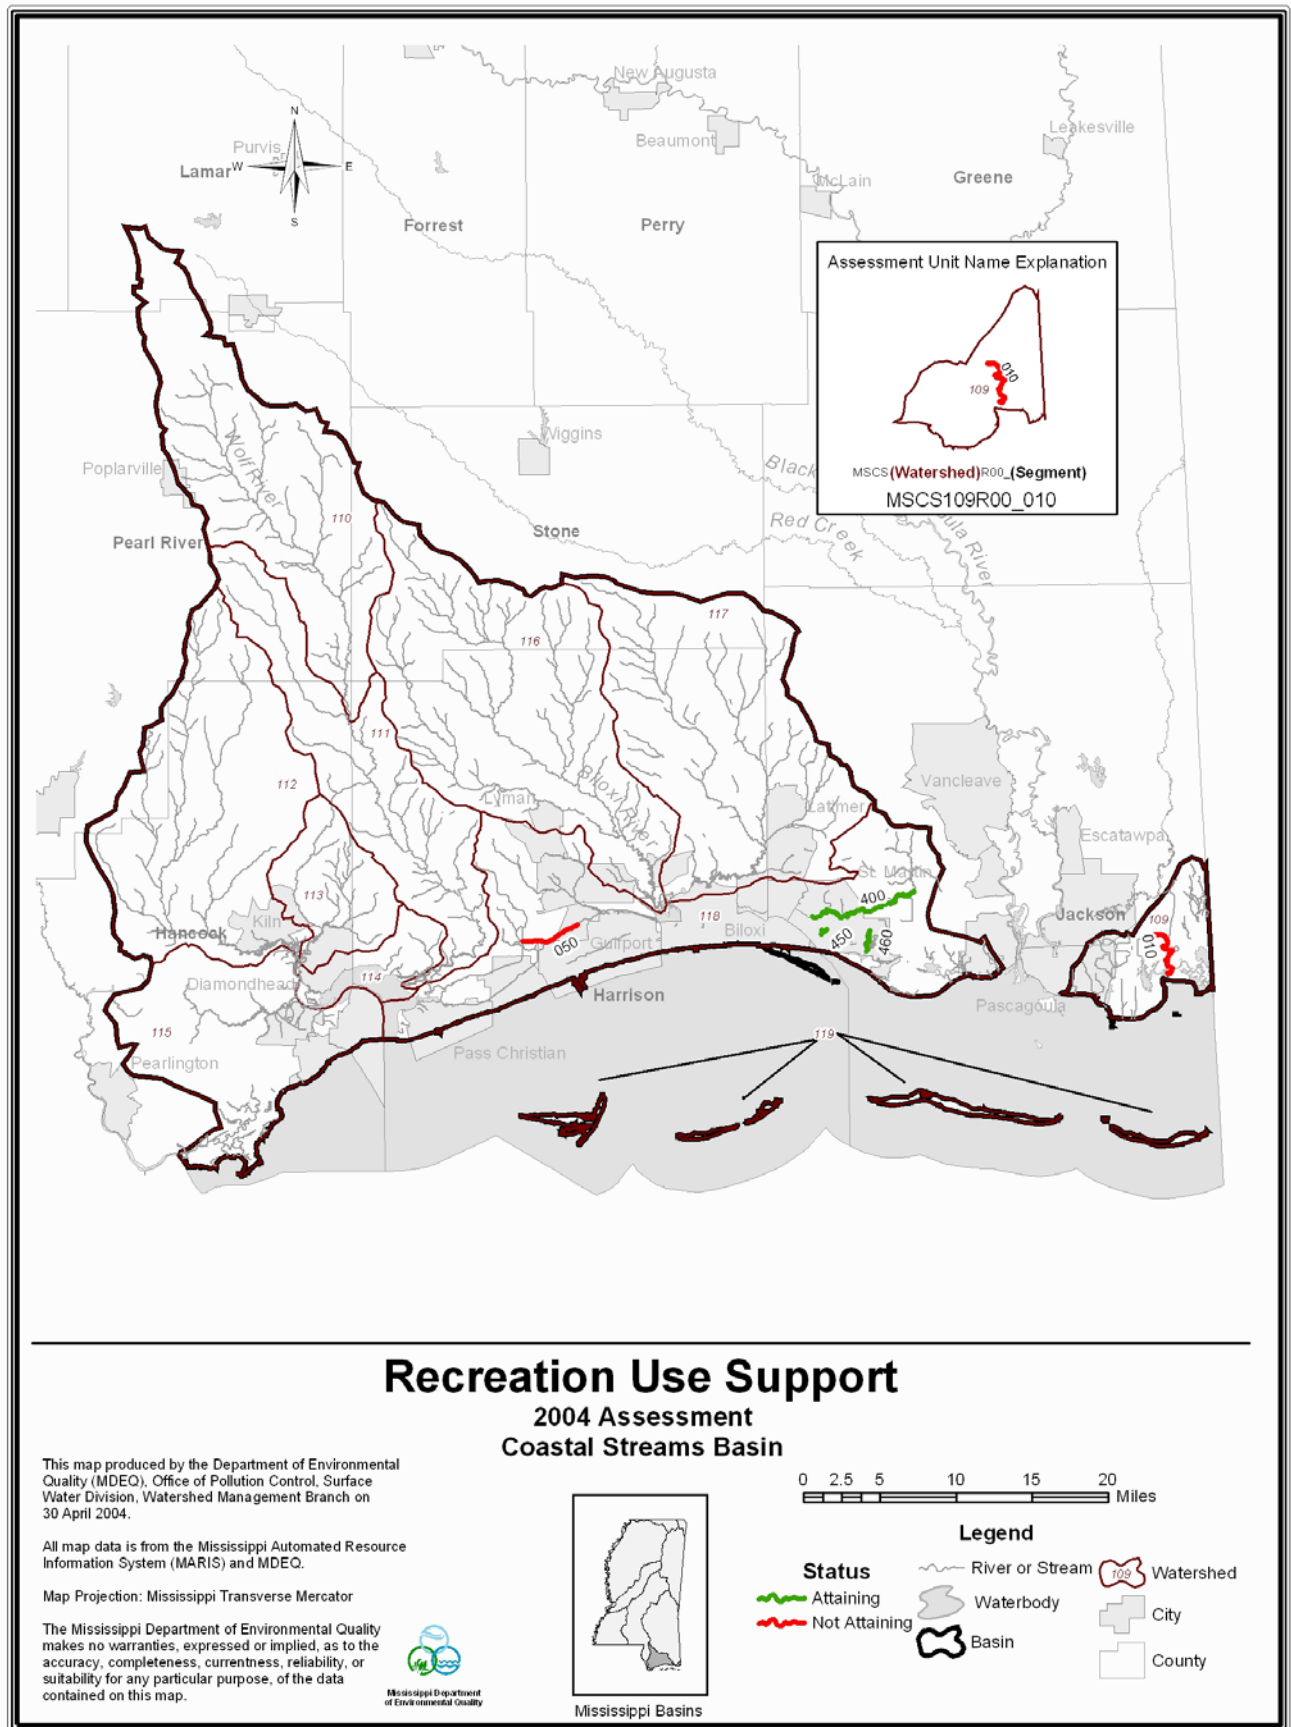 New Augusta
Beaumont
Leakesville
Purvis
Lamar
N
W
E
S
McLain
Greene
Forrest
Perry
Assessment Unit Name Explanation
010
109
MSCS(Watershed)R00_(Segment)
MSCS109R00_010
Wolf River
Wiggins
Poplarville
Black
Red Creek
River
110
Stone
Pearl River
116
117
111
112
Biloxi River
Lyman
Latimer
Vancleave
Escatawpa
St. Martin
113
400
Kiln
118
Jackson
109
Hancock
Biloxi
450
460
010
050
Gulfport
114
Diamondhead
Harrison
Pascagoula
115
119
Pass Christian
Pearlington
Recreation Use Support
2004 Assessment
Coastal Streams Basin
This map produced by the Department of Environmental
Quality (MDEQ), Office of Pollution Control, Surface
Water Division, Watershed Management Branch on
30 April 2004.
All map data is from the Mississippi Automated Resource
Information System (MARIS) and MDEQ.
Map Projection: Mississippi Transverse Mercator
The Mississippi Department of Environmental Quality
makes no warranties, expressed or implied, as to the
accuracy, completeness, currentness, reliability, or
suitability for any particular purpose, of the data
contained on this map.
Mississippi Department
of Environmental Quality
Mississippi Basins
0 2.5 5 10 15 20
Miles
Legend
Status
Attaining
Not Attaining
River or Stream
Waterbody
Basin
109
Watershed
City
County